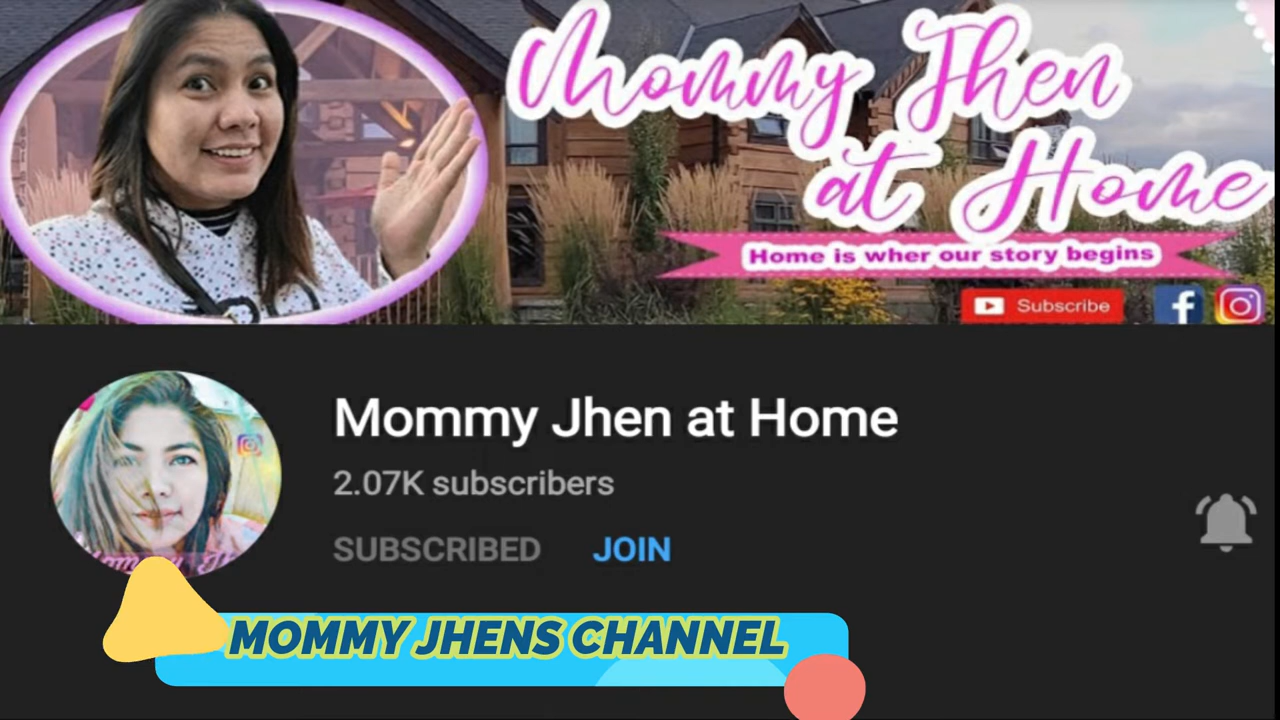 Mommy Jhen
at Home
Home is wher our story begins
Subscribe
Mommy Jhen at Home
2.07K subscribers
SUBSCRIBED JOIN
MOMMY JHENS CHANNEL